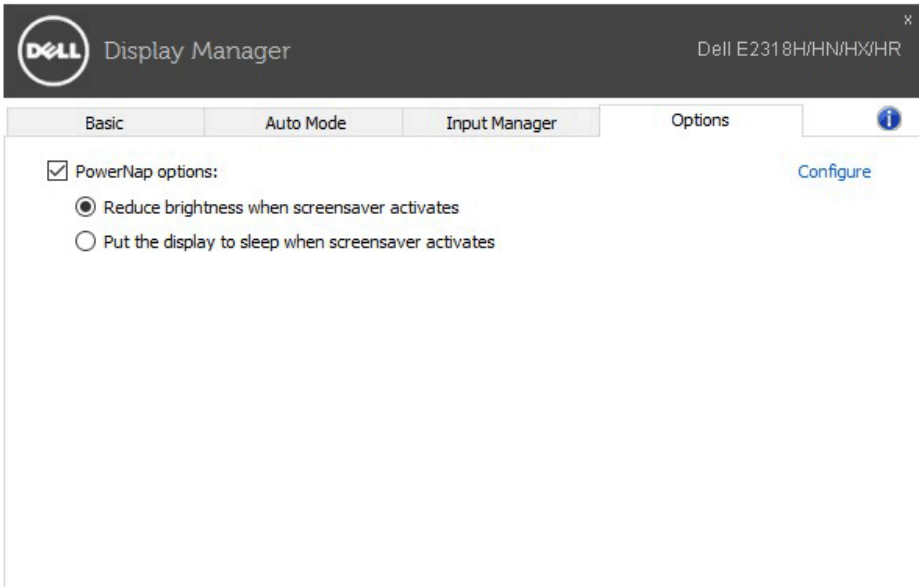 x
DELL Display Manager Dell E2318H/HN/HX/HR
Basic Auto Mode Input Manager Options i
PowerNap options: Configure
Reduce brightness when screensaver activates
Put the display to sleep when screensaver activates